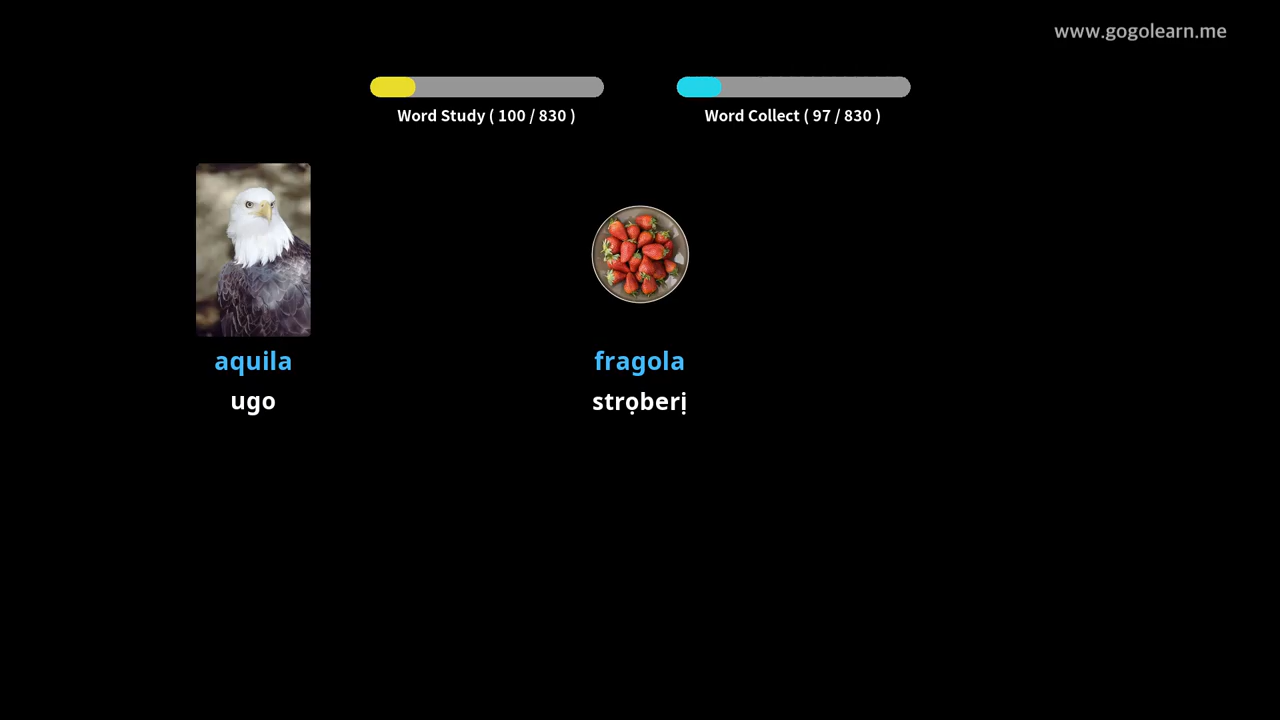 www.gogolearn.me
Word Study ( 100 / 830 )
Word Collect ( 97 / 830 )
aquila
fragola
ugo
strọberị